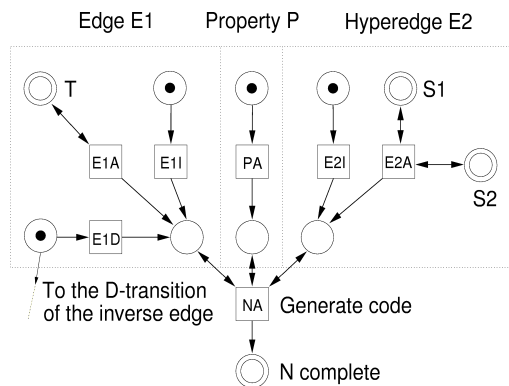 Edge E1
Property P
Hyperedge E2
T
S1
E1A
E1I
PA
E2I
E2A
S2
E1D
To the D-transition
of the inverse edge
NA
Generate code
N complete